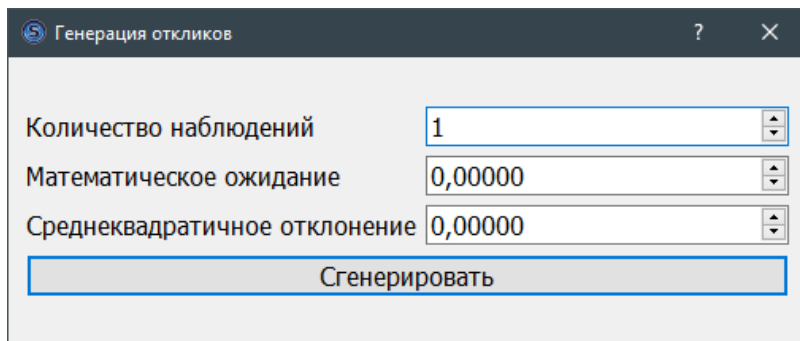 Генерация откликов ?
Количество наблюдений 1
Математическое ожидание 0,00000
Среднеквадратичное отклонение 0,00000
Сгенерировать